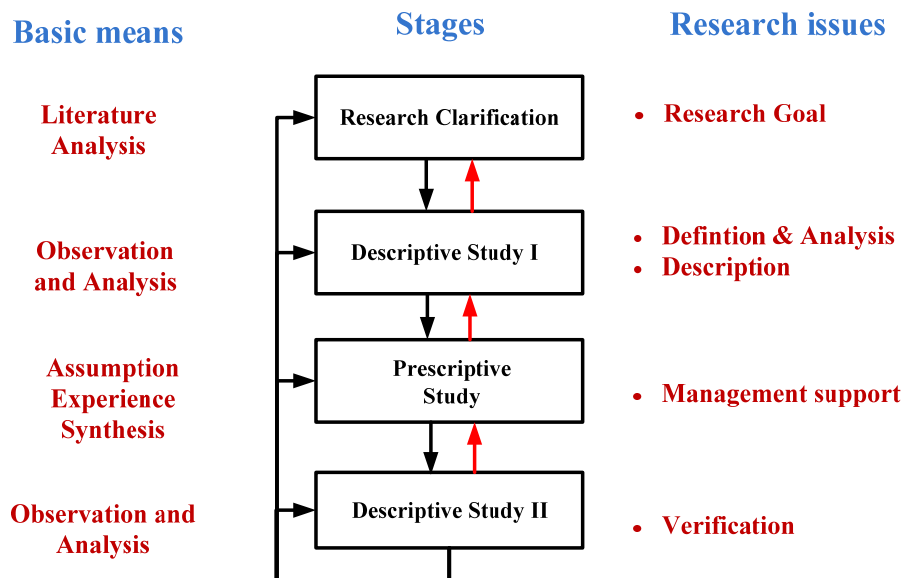 Basic means
Stages
Research issues
Literature
Analysis
Research Clarification
• Research Goal
Observation
and Analysis
Descriptive Study I
• Defintion & Analysis
• Description
Assumption
Experience
Synthesis
Prescriptive
Study
• Management support
Observation and
Analysis
Descriptive Study II
• Verification